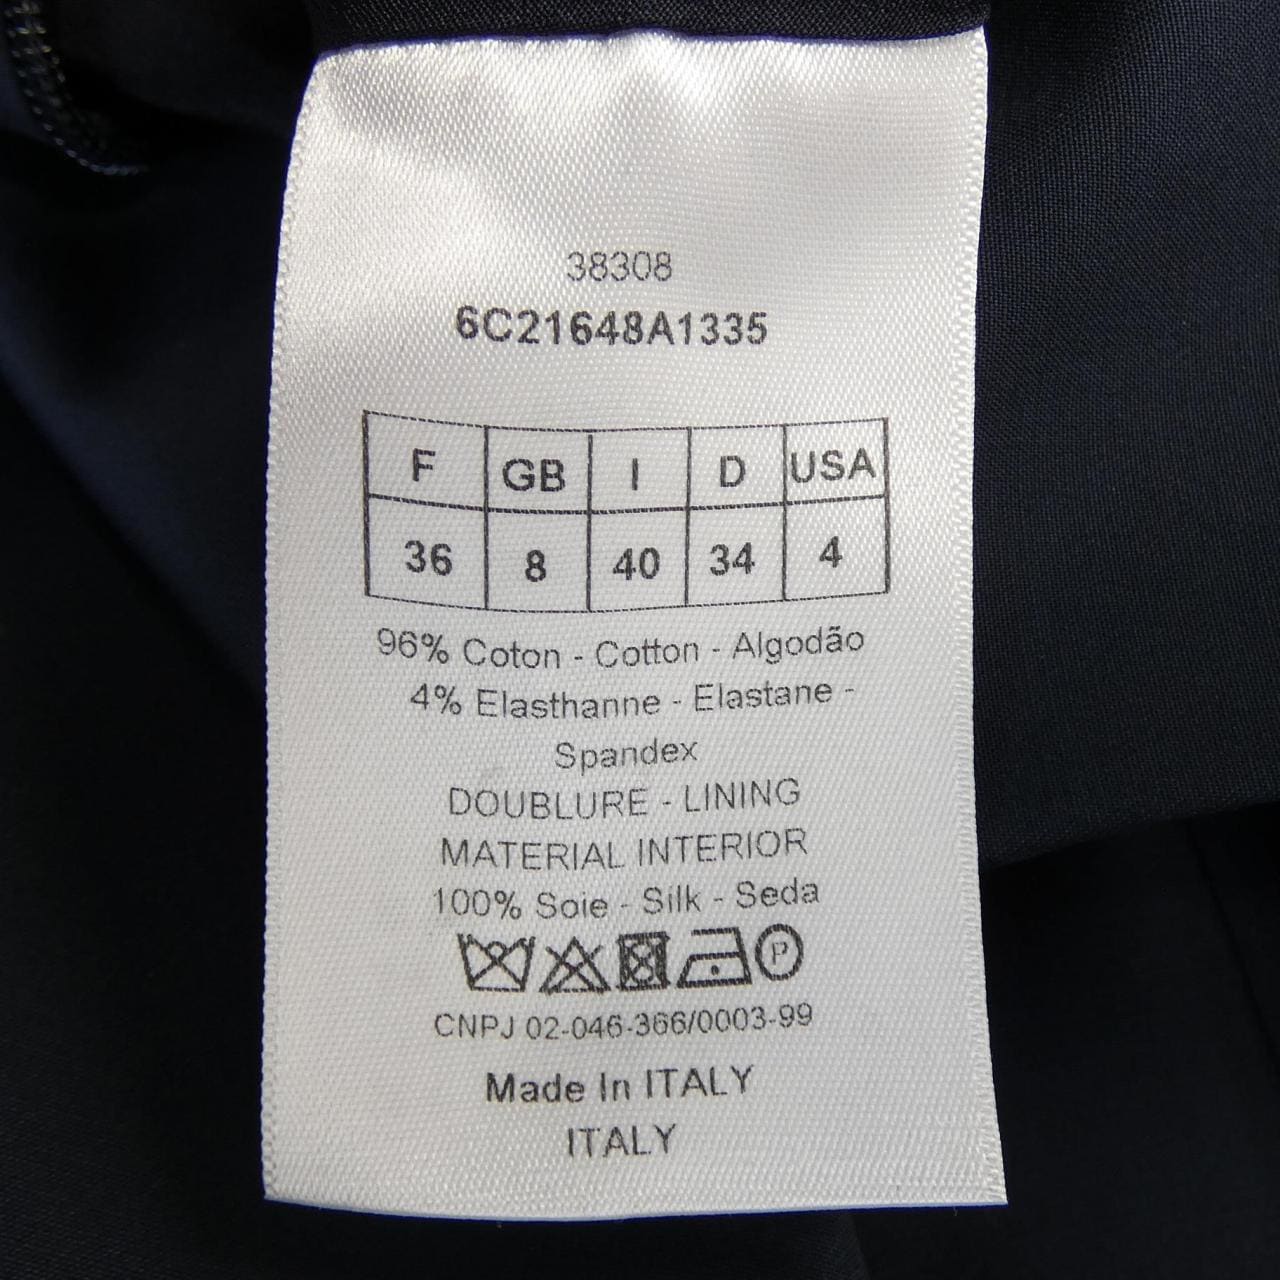 38308
6C21648A1335
F GB I D USA
36 8 40 34 4
96% Coton - Cotton - Algodão
4% Elasthanne - Elastane -
Spandex
DOUBLURE - LINING
MATERIAL INTERIOR
100% Soie - Silk - Seda
P
CNPJ 02-046-366/0003-99
Made In ITALY
ITALY